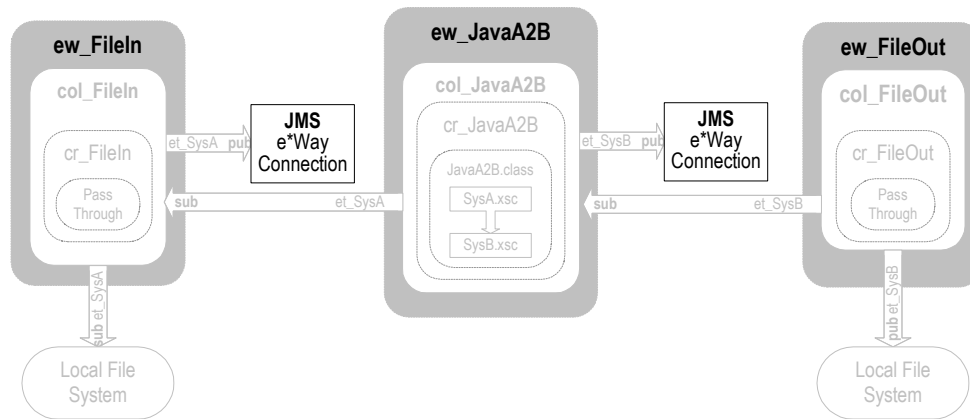 ew_FileIn
col_FileIn
cr_FileIn
Pass
Through
et_SysA pub
JMS
e*Way
Connection
sub et_SysA
sub et_SysA
Local File
System
ew_JavaA2B
col_JavaA2B
cr_JavaA2B
JavaA2B.class
SysA.xsc
SysB.xsc
et_SysB pub
JMS
e*Way
Connection
sub et_SysB
ew_FileOut
col_FileOut
cr_FileOut
Pass
Through
pub et_SysB
Local File
System